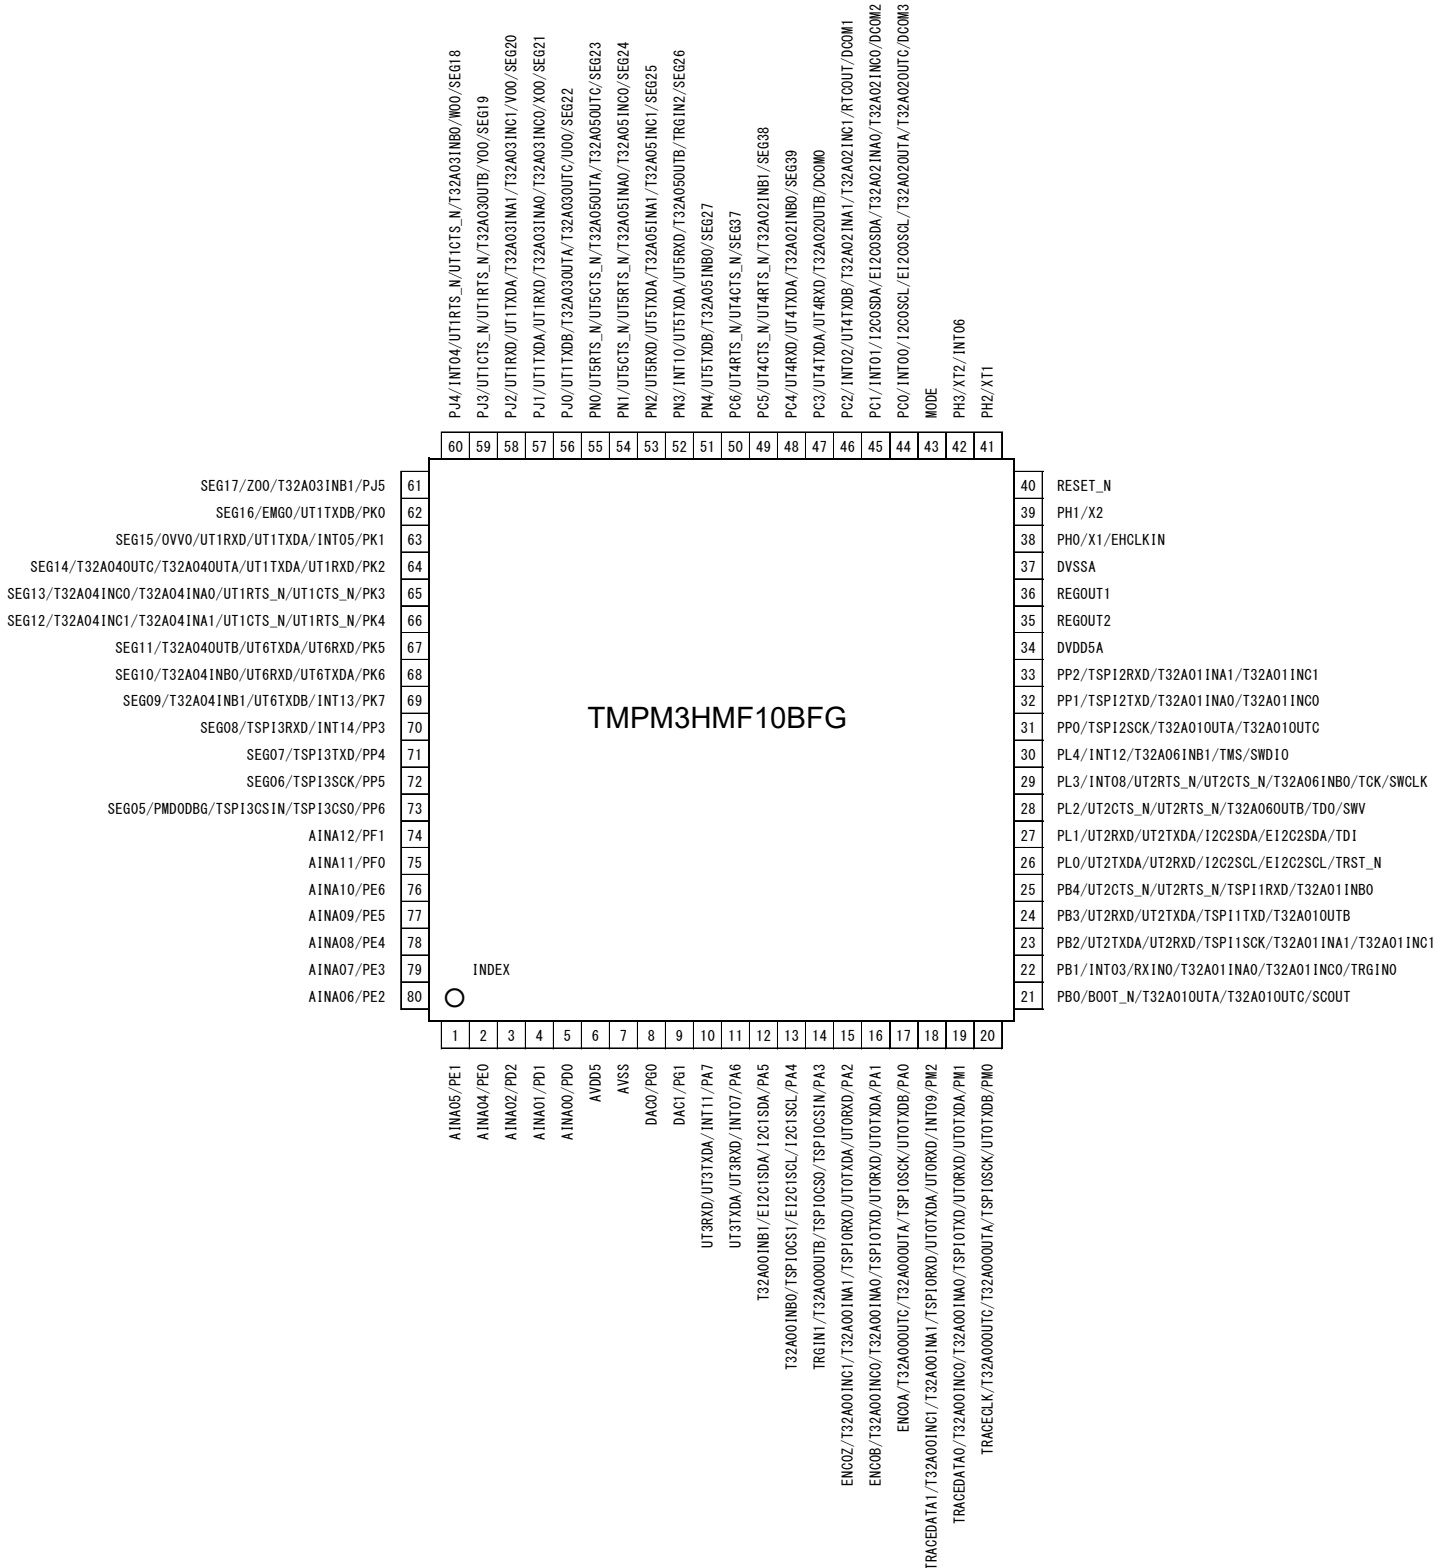 PJ4/INT04/UT1RTS_N/UT1CTS_N/T32A03INB0/WO0/SEG18
PJ3/UT1CTS_N/UT1RTS_N/T32A03OUTB/YO0/SEG19
PJ2/UT1RXD/UT1TXDA/T32A03INA1/T32A03INC1/VO0/SEG20
PJ1/UT1TXDA/UT1RXD/T32A03INA0/T32A03INC0/XO0/SEG21
PJ0/UT1TXDB/T32A03OUTA/T32A03OUTC/UO0/SEG22
PN0/UT5RTS_N/UT5CTS_N/T32A05OUTA/T32A05OUTC/SEG23
PN1/UT5CTS_N/UT5RTS_N/T32A05INA0/T32A05INC0/SEG24
PN2/UT5RXD/UT5TXDA/T32A05INA1/T32A05INC1/SEG25
PN3/INT10/UT5TXDA/UT5RXD/T32A05OUTB/TRGIN2/SEG26
PN4/UT5TXDB/T32A05INB0/SEG27
PC6/UT4RTS_N/UT4CTS_N/SEG37
PC5/UT4CTS_N/UT4RTS_N/T32A02INB1/SEG38
PC4/UT4RXD/UT4TXDA/T32A02INB0/SEG39
PC3/UT4TXDA/UT4RXD/T32A02OUTB/DCOM0
PC2/INT02/UT4TXDB/T32A02INA1/T32A02INC1/RTCOUT/DCOM1
PC1/INT01/I2C0SDA/EI2C0SDA/T32A02INA0/T32A02INC0/DCOM2
PC0/INT00/I2C0SCL/EI2C0SCL/T32A02OUTA/T32A02OUTC/DCOM3
MODE
PH3/XT2/INT06
PH2/XT1
60 59 58 57 56 55 54 53 52 51 50 49 48 47 46 45 44 43 42 41
SEG17/ZO0/T32A03INB1/PJ5 61
SEG16/EMG0/UT1TXDB/PK0 62
SEG15/OVV0/UT1RXD/UT1TXDA/INT05/PK1 63
SEG14/T32A04OUTC/T32A04OUTA/UT1TXDA/UT1RXD/PK2 64
SEG13/T32A04INC0/T32A04INA0/UT1RTS_N/UT1CTS_N/PK3 65
SEG12/T32A04INC1/T32A04INA1/UT1CTS_N/UT1RTS_N/PK4 66
SEG11/T32A04OUTB/UT6TXDA/UT6RXD/PK5 67
SEG10/T32A04INB0/UT6RXD/UT6TXDA/PK6 68
SEG09/T32A04INB1/UT6TXDB/INT13/PK7 69
SEG08/TSPI3RXD/INT14/PP3 70
SEG07/TSPI3TXD/PP4 71
SEG06/TSPI3SCK/PP5 72
SEG05/PMD0DBG/TSPI3CSIN/TSPI3CS0/PP6 73
AINA12/PF1 74
AINA11/PF0 75
AINA10/PE6 76
AINA09/PE5 77
AINA08/PE4 78
AINA07/PE3 79
AINA06/PE2 80
TMPM3HMF10BFG
INDEX
40 RESET_N
39 PH1/X2
38 PH0/X1/EHCLKIN
37 DVSSA
36 REGOUT1
35 REGOUT2
34 DVDD5A
33 PP2/TSPI2RXD/T32A01INA1/T32A01INC1
32 PP1/TSPI2TXD/T32A01INA0/T32A01INC0
31 PP0/TSPI2SCK/T32A01OUTA/T32A01OUTC
30 PL4/INT12/T32A06INB1/TMS/SWDIO
29 PL3/INT08/UT2RTS_N/UT2CTS_N/T32A06INB0/TCK/SWCLK
28 PL2/UT2CTS_N/UT2RTS_N/T32A06OUTB/TDO/SWV
27 PL1/UT2RXD/UT2TXDA/I2C2SDA/EI2C2SDA/TDI
26 PL0/UT2TXDA/UT2RXD/I2C2SCL/EI2C2SCL/TRST_N
25 PB4/UT2CTS_N/UT2RTS_N/TSPI1RXD/T32A01INB0
24 PB3/UT2RXD/UT2TXDA/TSPI1TXD/T32A01OUTB
23 PB2/UT2TXDA/UT2RXD/TSPI1SCK/T32A01INA1/T32A01INC1
22 PB1/INT03/RXIN0/T32A01INA0/T32A01INC0/TRGIN0
21 PB0/BOOT_N/T32A01OUTA/T32A01OUTC/SCOUT
1 2 3 4 5 6 7 8 9 10 11 12 13 14 15 16 17 18 19 20
AINA05/PE1
AINA04/PE0
AINA02/PD2
AINA01/PD1
AINA00/PD0
AVDD5
AVSS
DAC0/PG0
DAC1/PG1
UT3RXD/UT3TXDA/INT11/PA7
UT3TXDA/UT3RXD/INT07/PA6
T32A00INB1/EI2C1SDA/I2C1SDA/PA5
T32A00INB0/TSPI0CS1/EI2C1SCL/I2C1SCL/PA4
TRGIN1/T32A00OUTB/TSPI0CS0/TSPI0CSIN/PA3
ENC0Z/T32A00INC1/T32A00INA1/TSPI0RXD/UT0TXDA/UT0RXD/PA2
ENC0B/T32A00INC0/T32A00INA0/TSPI0TXD/UT0RXD/UT0TXDA/PA1
ENC0A/T32A00OUTC/T32A00OUTA/TSPI0SCK/UT0TXDB/PA0
TRACEDATA1/T32A00INC1/T32A00INA1/TSPI0RXD/UT0TXDA/UT0RXD/INT09/PM2
TRACEDATA0/T32A00INC0/T32A00INA0/TSPI0TXD/UT0RXD/UT0TXDA/PM1
TRACECLK/T32A00OUTC/T32A00OUTA/TSPI0SCK/UT0TXDB/PM0